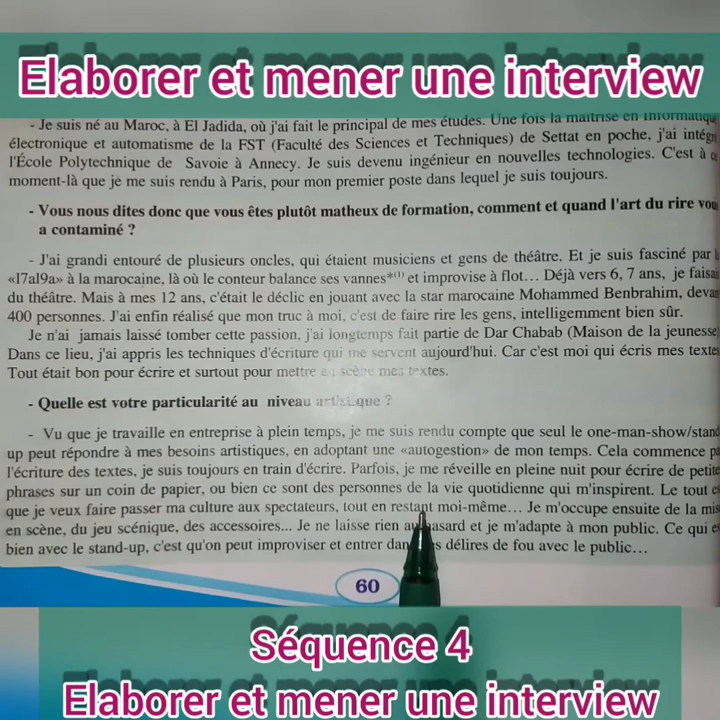 Elaborer et mener une interview
- Je suis né au Maroc, à El Jadida, où j'ai fait le principal de mes études. Une fois la maîtrise en
électronique et automatisme de la FST (Faculté des Sciences et Techniques) de Settat en poche, j'ai
l'École Polytechnique de Savoie à Annecy. Je suis devenu ingénieur en nouvelles technologies. C'est à
moment-là que je me suis rendu à Paris, pour mon premier poste dans lequel je suis toujours.
- Vous nous dites donc que vous êtes plutôt matheux de formation, comment et quand l'art du rire
a contaminé ?
- J'ai grandi entouré de plusieurs oncles, qui étaient musiciens et gens de théâtre. Et je suis fasciné par
«l7al9a» à la marocaine, là où le conteur balance ses vannes*(1) et improvise à flot... Déjà vers 6, 7 ans, je
du théâtre. Mais à mes 12 ans, c'était le déclic en jouant avec la star marocaine Mohammed Benbrahim,
400 personnes. J'ai enfin réalisé que mon truc à moi, c'est de faire rire les gens, intelligemment bien sûr.
Je n'ai jamais laissé tomber cette passion, j'ai longtemps fait partie de Dar Chabab (Maison de la jeunesse
Dans ce lieu, j'ai appris les techniques d'écriture qui me servent aujourd'hui. Car c'est moi qui écris mes
Tout était bon pour écrire et surtout pour mettre en scène mes textes.
- Quelle est votre particularité au niveau artistique ?
- Vu que je travaille en entreprise à plein temps, je me suis rendu compte que seul le one-man-show/stand
up peut répondre à mes besoins artistiques, en adoptant une «autogestion» de mon temps. Cela commence
l'écriture des textes, je suis toujours en train d'écrire. Parfois, je me réveille en pleine nuit pour écrire de
phrases sur un coin de papier, ou bien ce sont des personnes de la vie quotidienne qui m'inspirent. Le tout
que je veux faire passer ma culture aux spectateurs, tout en restant moi-même... Je m'occupe ensuite de la
en scène, du jeu scénique, des accessoires... Je ne laisse rien au hasard et je m'adapte à mon public. Ce qui
bien avec le stand-up, c'est qu'on peut improviser et entrer délires de fou avec le public...
60
Séquence 4
Elaborer et mener une interview